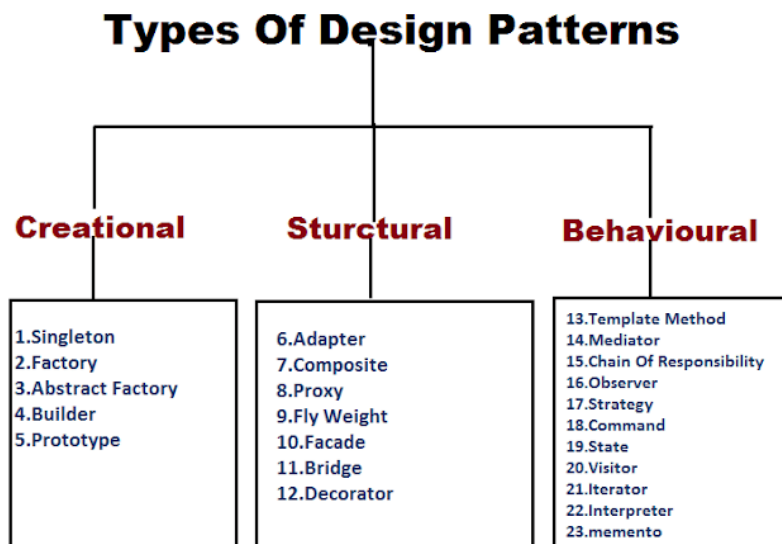 Types Of Design Patterns
Creational
Sturctural
Behavioural
1.Singleton
2.Factory
3.Abstract Factory
4.Builder
5.Prototype
6.Adapter
7.Composite
8.Proxy
9.Fly Weight
10.Facade
11.Bridge
12.Decorator
13.Template Method
14.Mediator
15.Chain Of Responsibility
16.Observer
17.Strategy
18.Command
19.State
20.Visitor
21.Iterator
22.Interpreter
23.memento